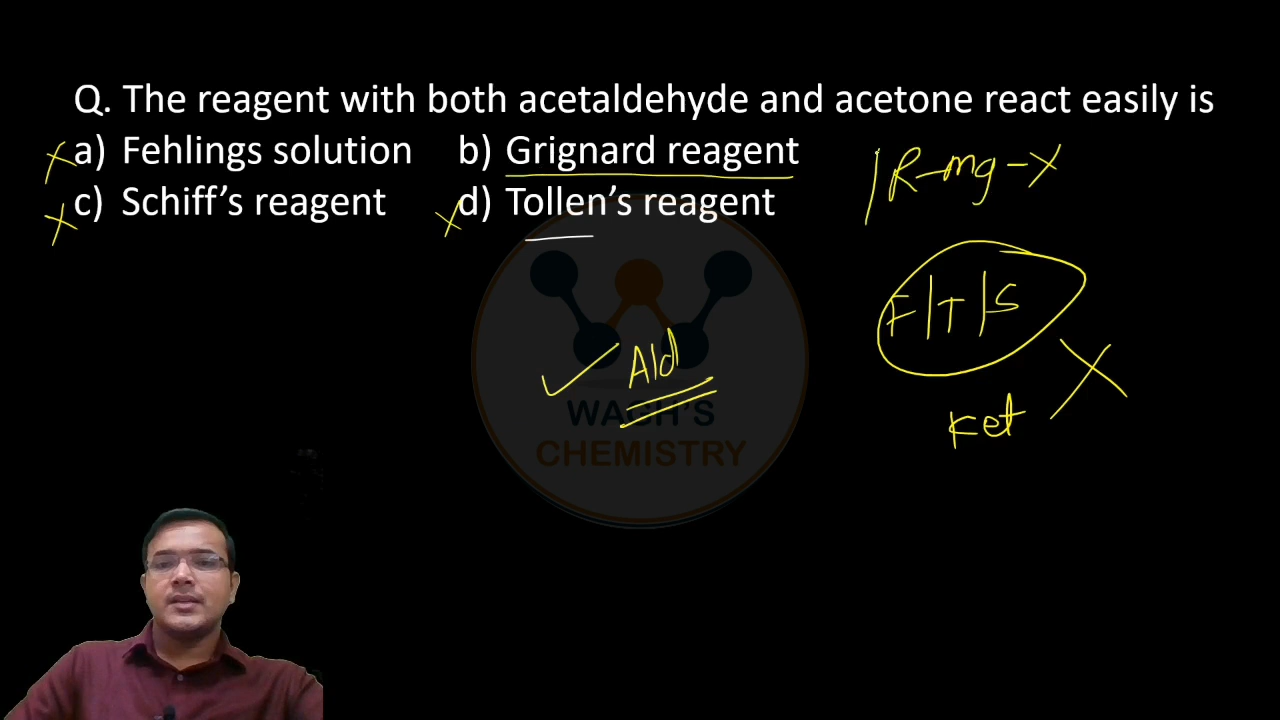 Q. The reagent with both acetaldehyde and acetone react easily is
X a) Fehlings solution b) Grignard reagent
X c) Schiff’s reagent X d) Tollen’s reagent
R-mg-X
F|T|S
Ald
ket X
WAGH'S
CHEMISTRY